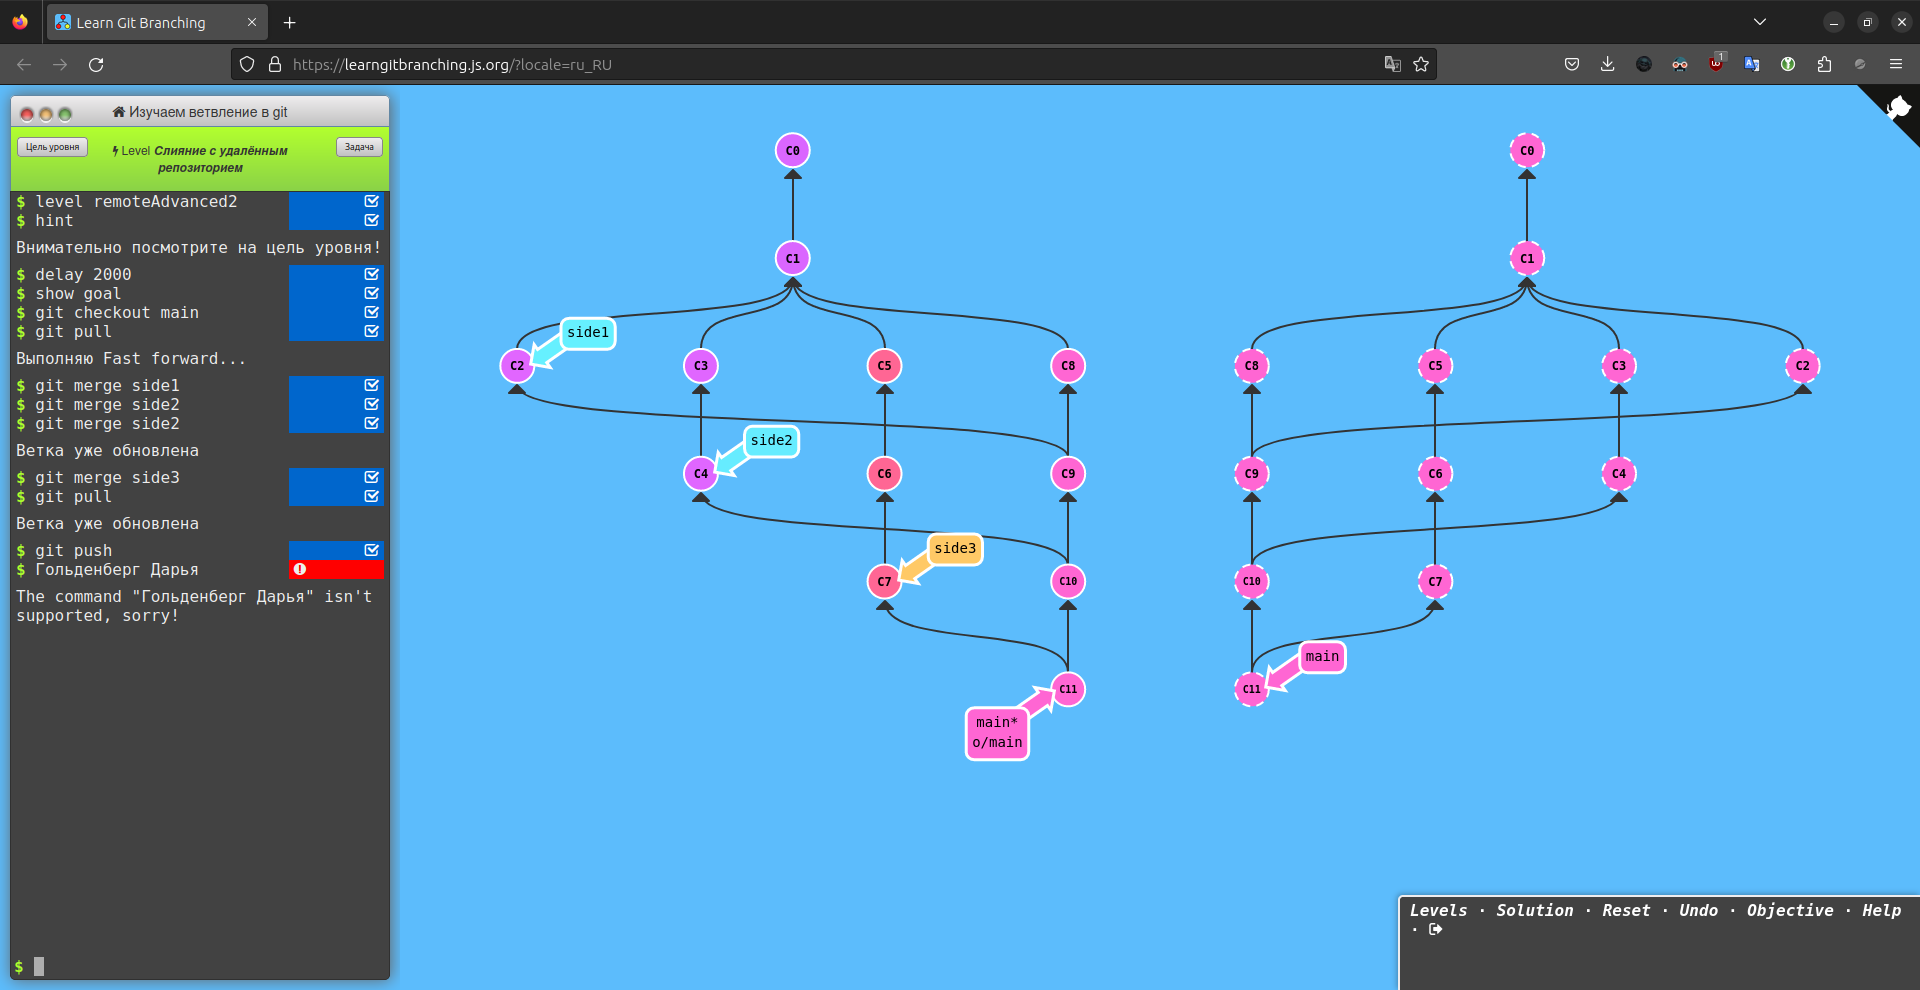 Learn Git Branching
https://learngitbranching.js.org/?locale=ru_RU
1
Изучаем ветвление в git
Цель уровня
Level Слияние с удалённым
репозиторием
Задача
$ level remoteAdvanced2
$ hint
Внимательно посмотрите на цель уровня!
$ delay 2000
$ show goal
$ git checkout main
$ git pull
Выполняю Fast forward...
$ git merge side1
$ git merge side2
$ git merge side2
Ветка уже обновлена
$ git merge side3
$ git pull
Ветка уже обновлена
$ git push
$ Гольденберг Дарья
The command "Гольденберг Дарья" isn't
supported, sorry!
$
C0
C1
side1
C2
C3
C5
C8
side2
C4
C6
C9
side3
C7
C10
C11
main*
o/main
C0
C1
C8
C5
C3
C2
C9
C6
C4
C10
C7
main
C11
Levels · Solution · Reset · Undo · Objective · Help
·